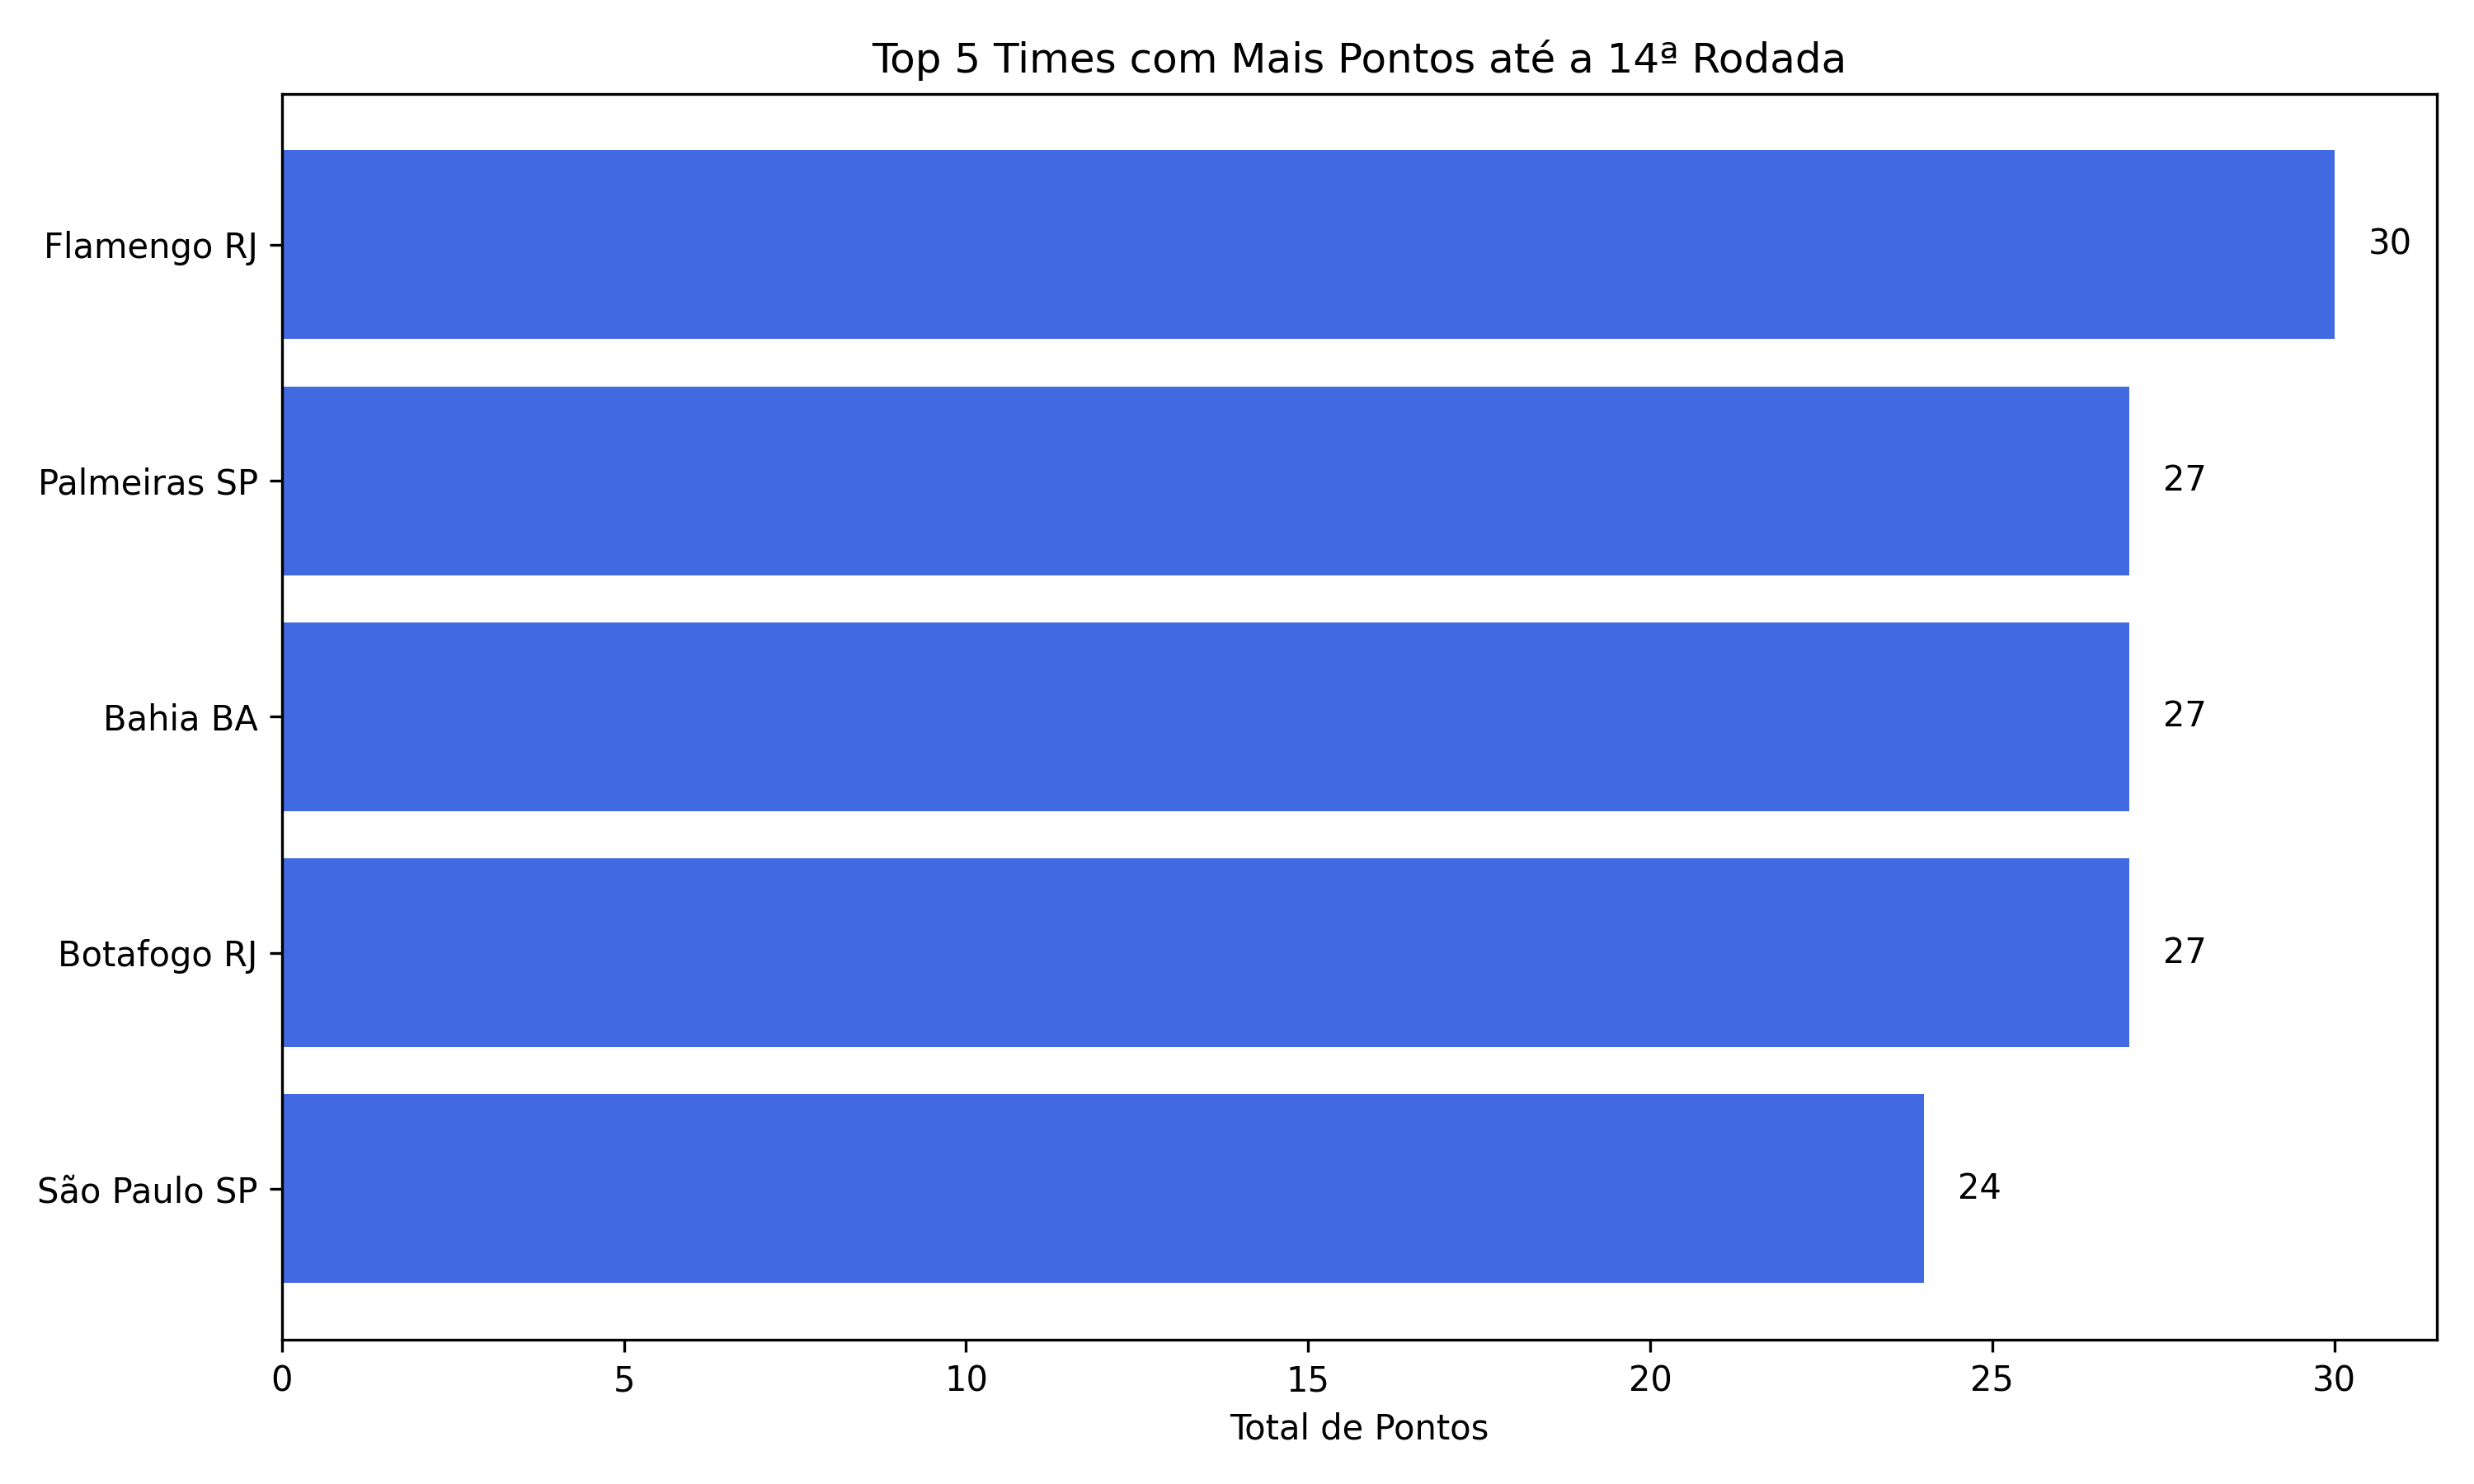 Top 5 Times com Mais Pontos até a 14ª Rodada
Flamengo RJ 30
Palmeiras SP 27
Bahia BA 27
Botafogo RJ 27
São Paulo SP 24
0 5 10 15 20 25 30
Total de Pontos